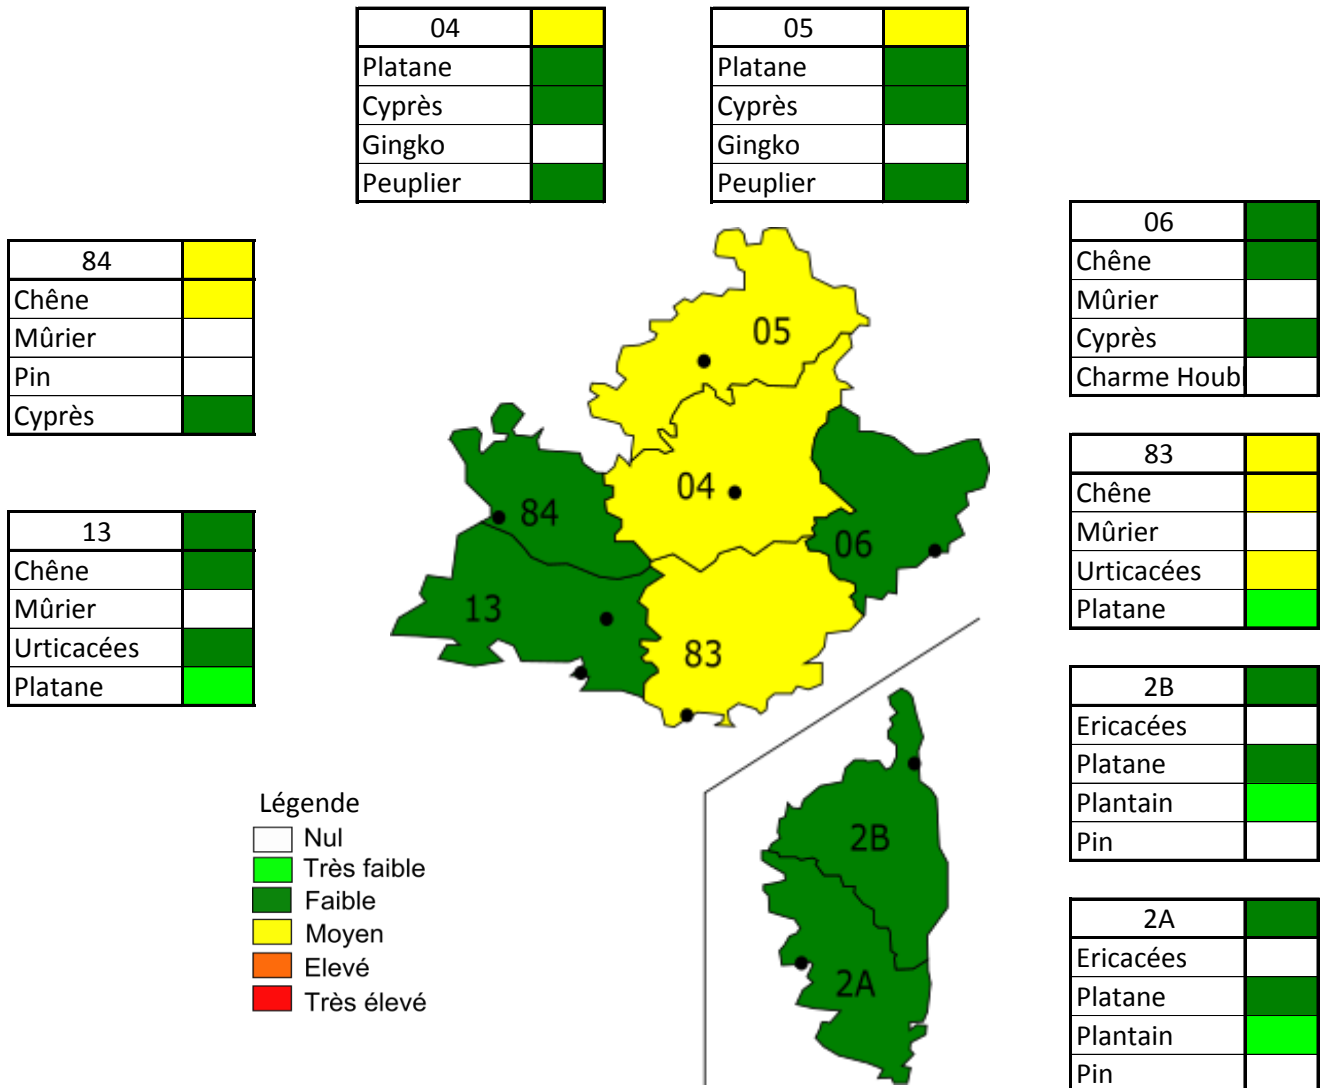 04
Platane
Cyprès
Gingko
Peuplier
05
Platane
Cyprès
Gingko
Peuplier
84
Chêne
Mûrier
Pin
Cyprès
13
Chêne
Mûrier
Urticacées
Platane
06
Chêne
Mûrier
Cyprès
Charme Houb
83
Chêne
Mûrier
Urticacées
Platane
2B
Ericacées
Platane
Plantain
Pin
2A
Ericacées
Platane
Plantain
Pin
05
04
84
06
13
83
2B
2A
Légende
Nul
Très faible
Faible
Moyen
Elevé
Très élevé